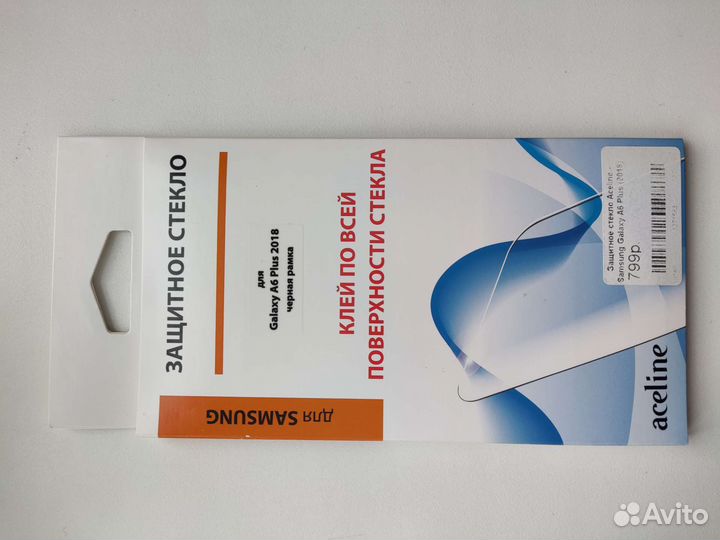 ЗАЩИТНОЕ СТЕКЛО
для
Galaxy A6 Plus 2018
черная рамка
КЛЕЙ ПО ВСЕЙ
ПОВЕРХНОСТИ СТЕКЛА
ДЛЯ SAMSUNG
Защитное стекло Aceline -
Samsung Galaxy A6 Plus (2018)
799р.
aceline
Avito